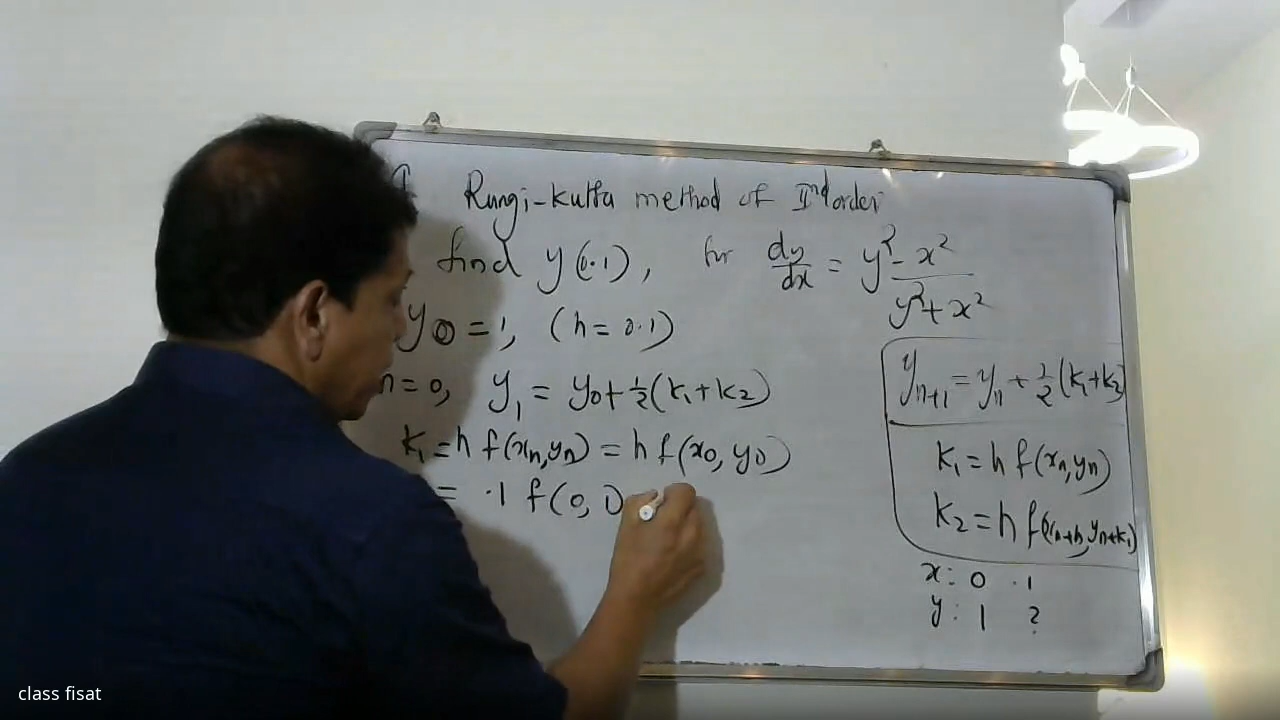 Rungi-kutta method of IInd order
find y(0.1), for dy/dx = y²-x²/y²+x²
y0=1, (h=0.1)
n=0, y1 = y0+½(k1+k2)
k1=h f(xn,yn)=h f(x0,y0)
= .1 f(0,1)
yn+1=yn+½(k1+k2)
k1=h f(xn,yn)
k2=h f(xn+h,yn+k1)
x: 0 .1
y: 1 ?
class fisat